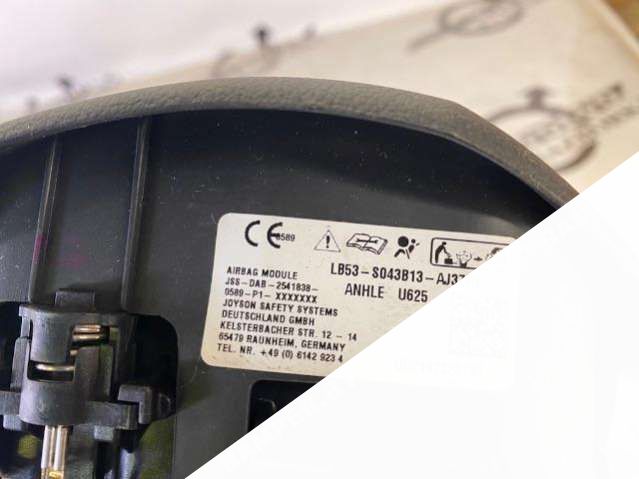 CE 0589
LB53-S043B13-AJ37
ANHLE U625
AIRBAG MODULE
JSS-DAB-2541838-
0589-P1- XXXXXXX
JOYSON SAFETY SYSTEMS
DEUTSCHLAND GMBH
KELSTERBACHER STR. 12 - 14
65479 RAUNHEIM, GERMANY
TEL. NR. +49 (0) 6142 923 4